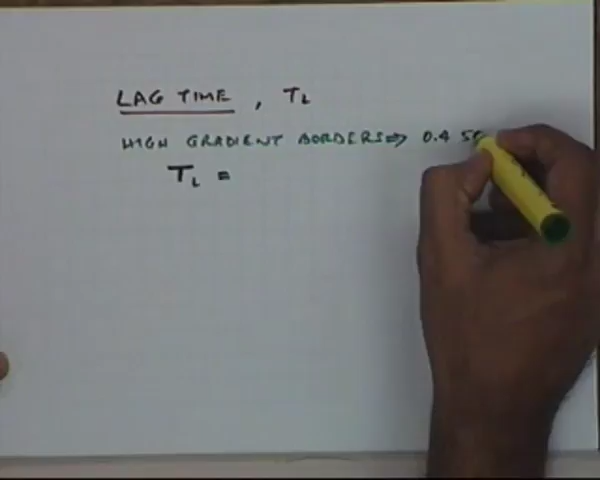 LAG TIME , TL
HIGH GRADIENT BORDERS ⇒ 0.4
TL =